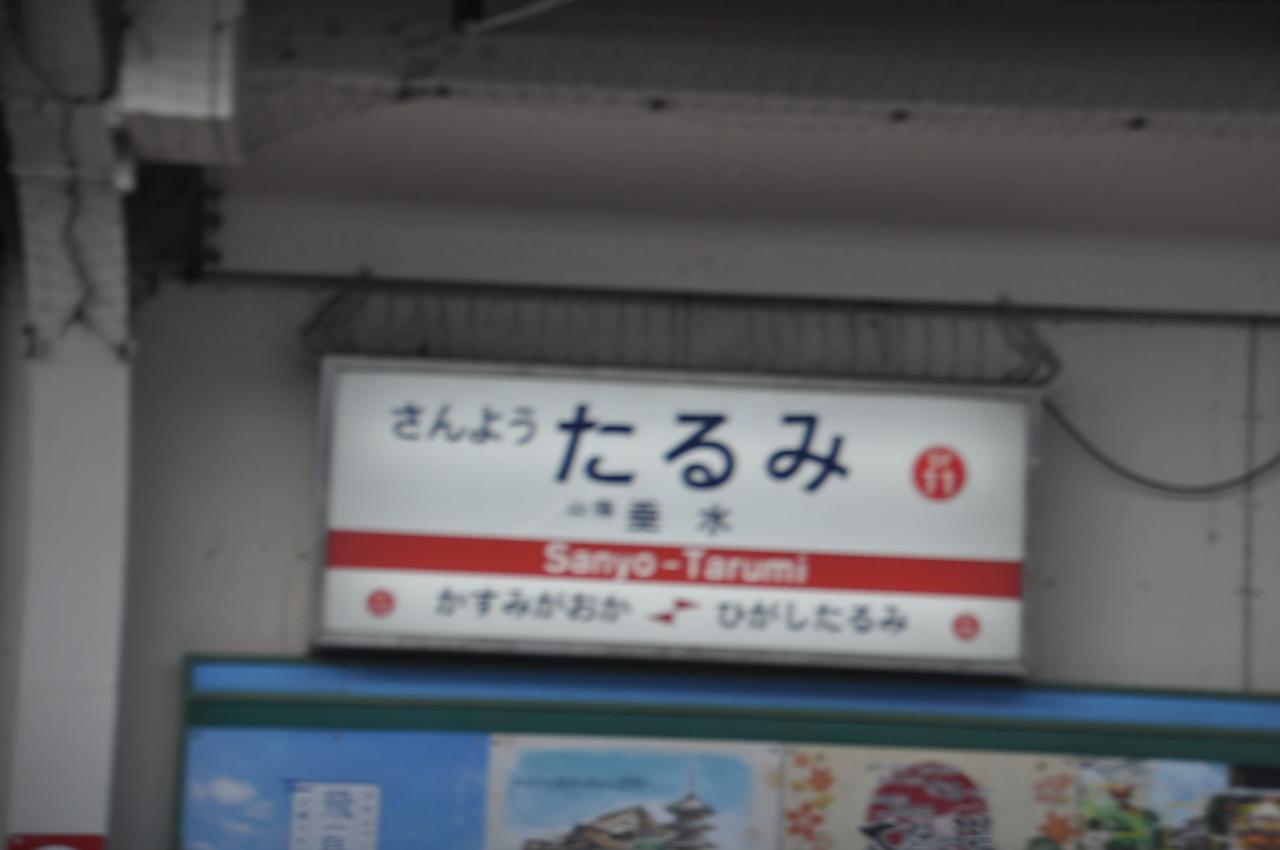 さんよう たるみ
11
山陽 垂水
Sanyo-Tarumi
かすみがおか ひがしたるみ